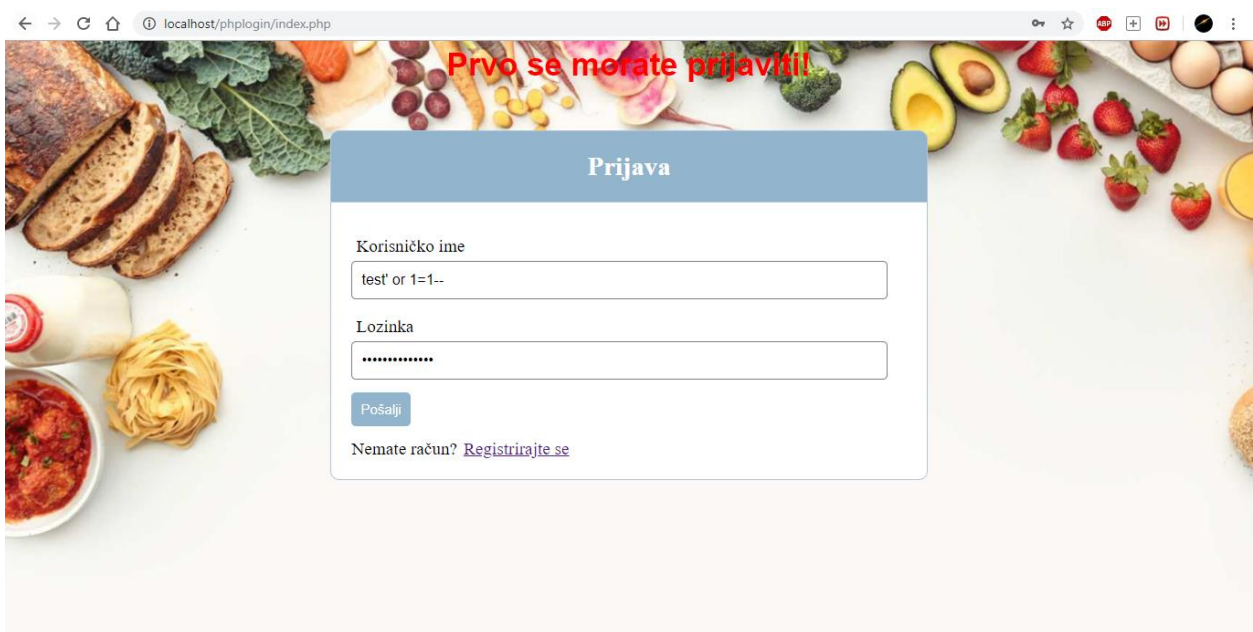 localhost/phplogin/index.php
ABP
Prvo se morate prijaviti!
Prijava
Korisničko ime
test' or 1=1--
Lozinka
••••••••••••••
Pošalji
Nemate račun? Registrirajte se